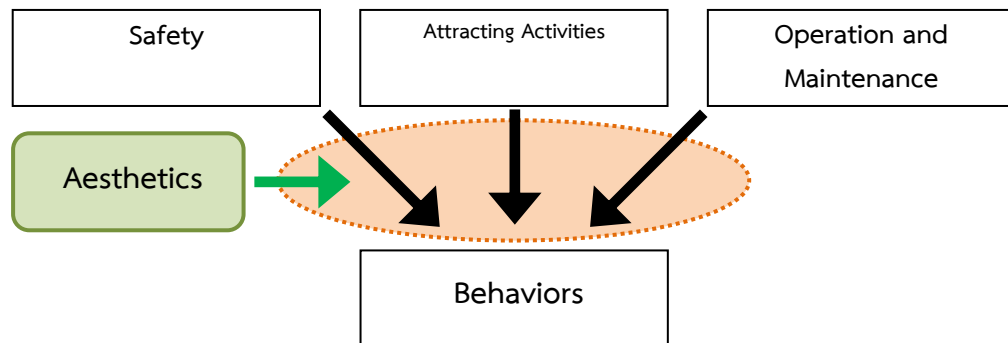 Safety
Attracting Activities
Operation and
Maintenance
Aesthetics
Behaviors